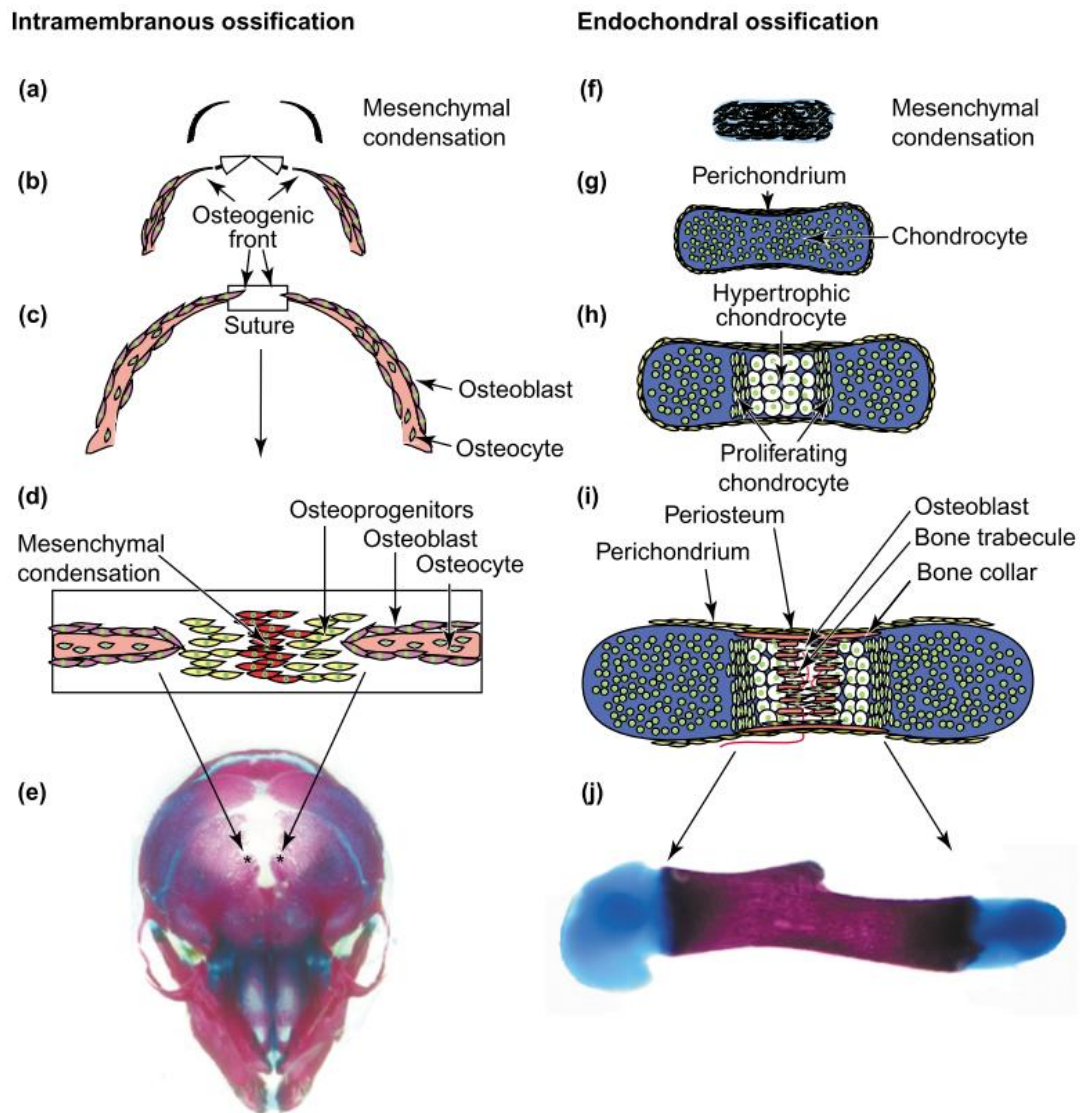 Intramembranous ossification
Endochondral ossification
(a)
Mesenchymal
condensation
(b)
Osteogenic
front
(c)
Suture
Osteoblast
Osteocyte
(d)
Osteoprogenitors
Osteoblast
Osteocyte
Mesenchymal
condensation
(e)
*
*
(f)
Mesenchymal
condensation
(g)
Perichondrium
Chondrocyte
Hypertrophic
chondrocyte
(h)
Proliferating
chondrocyte
(i)
Osteoblast
Periosteum
Bone trabecule
Perichondrium
Bone collar
(j)